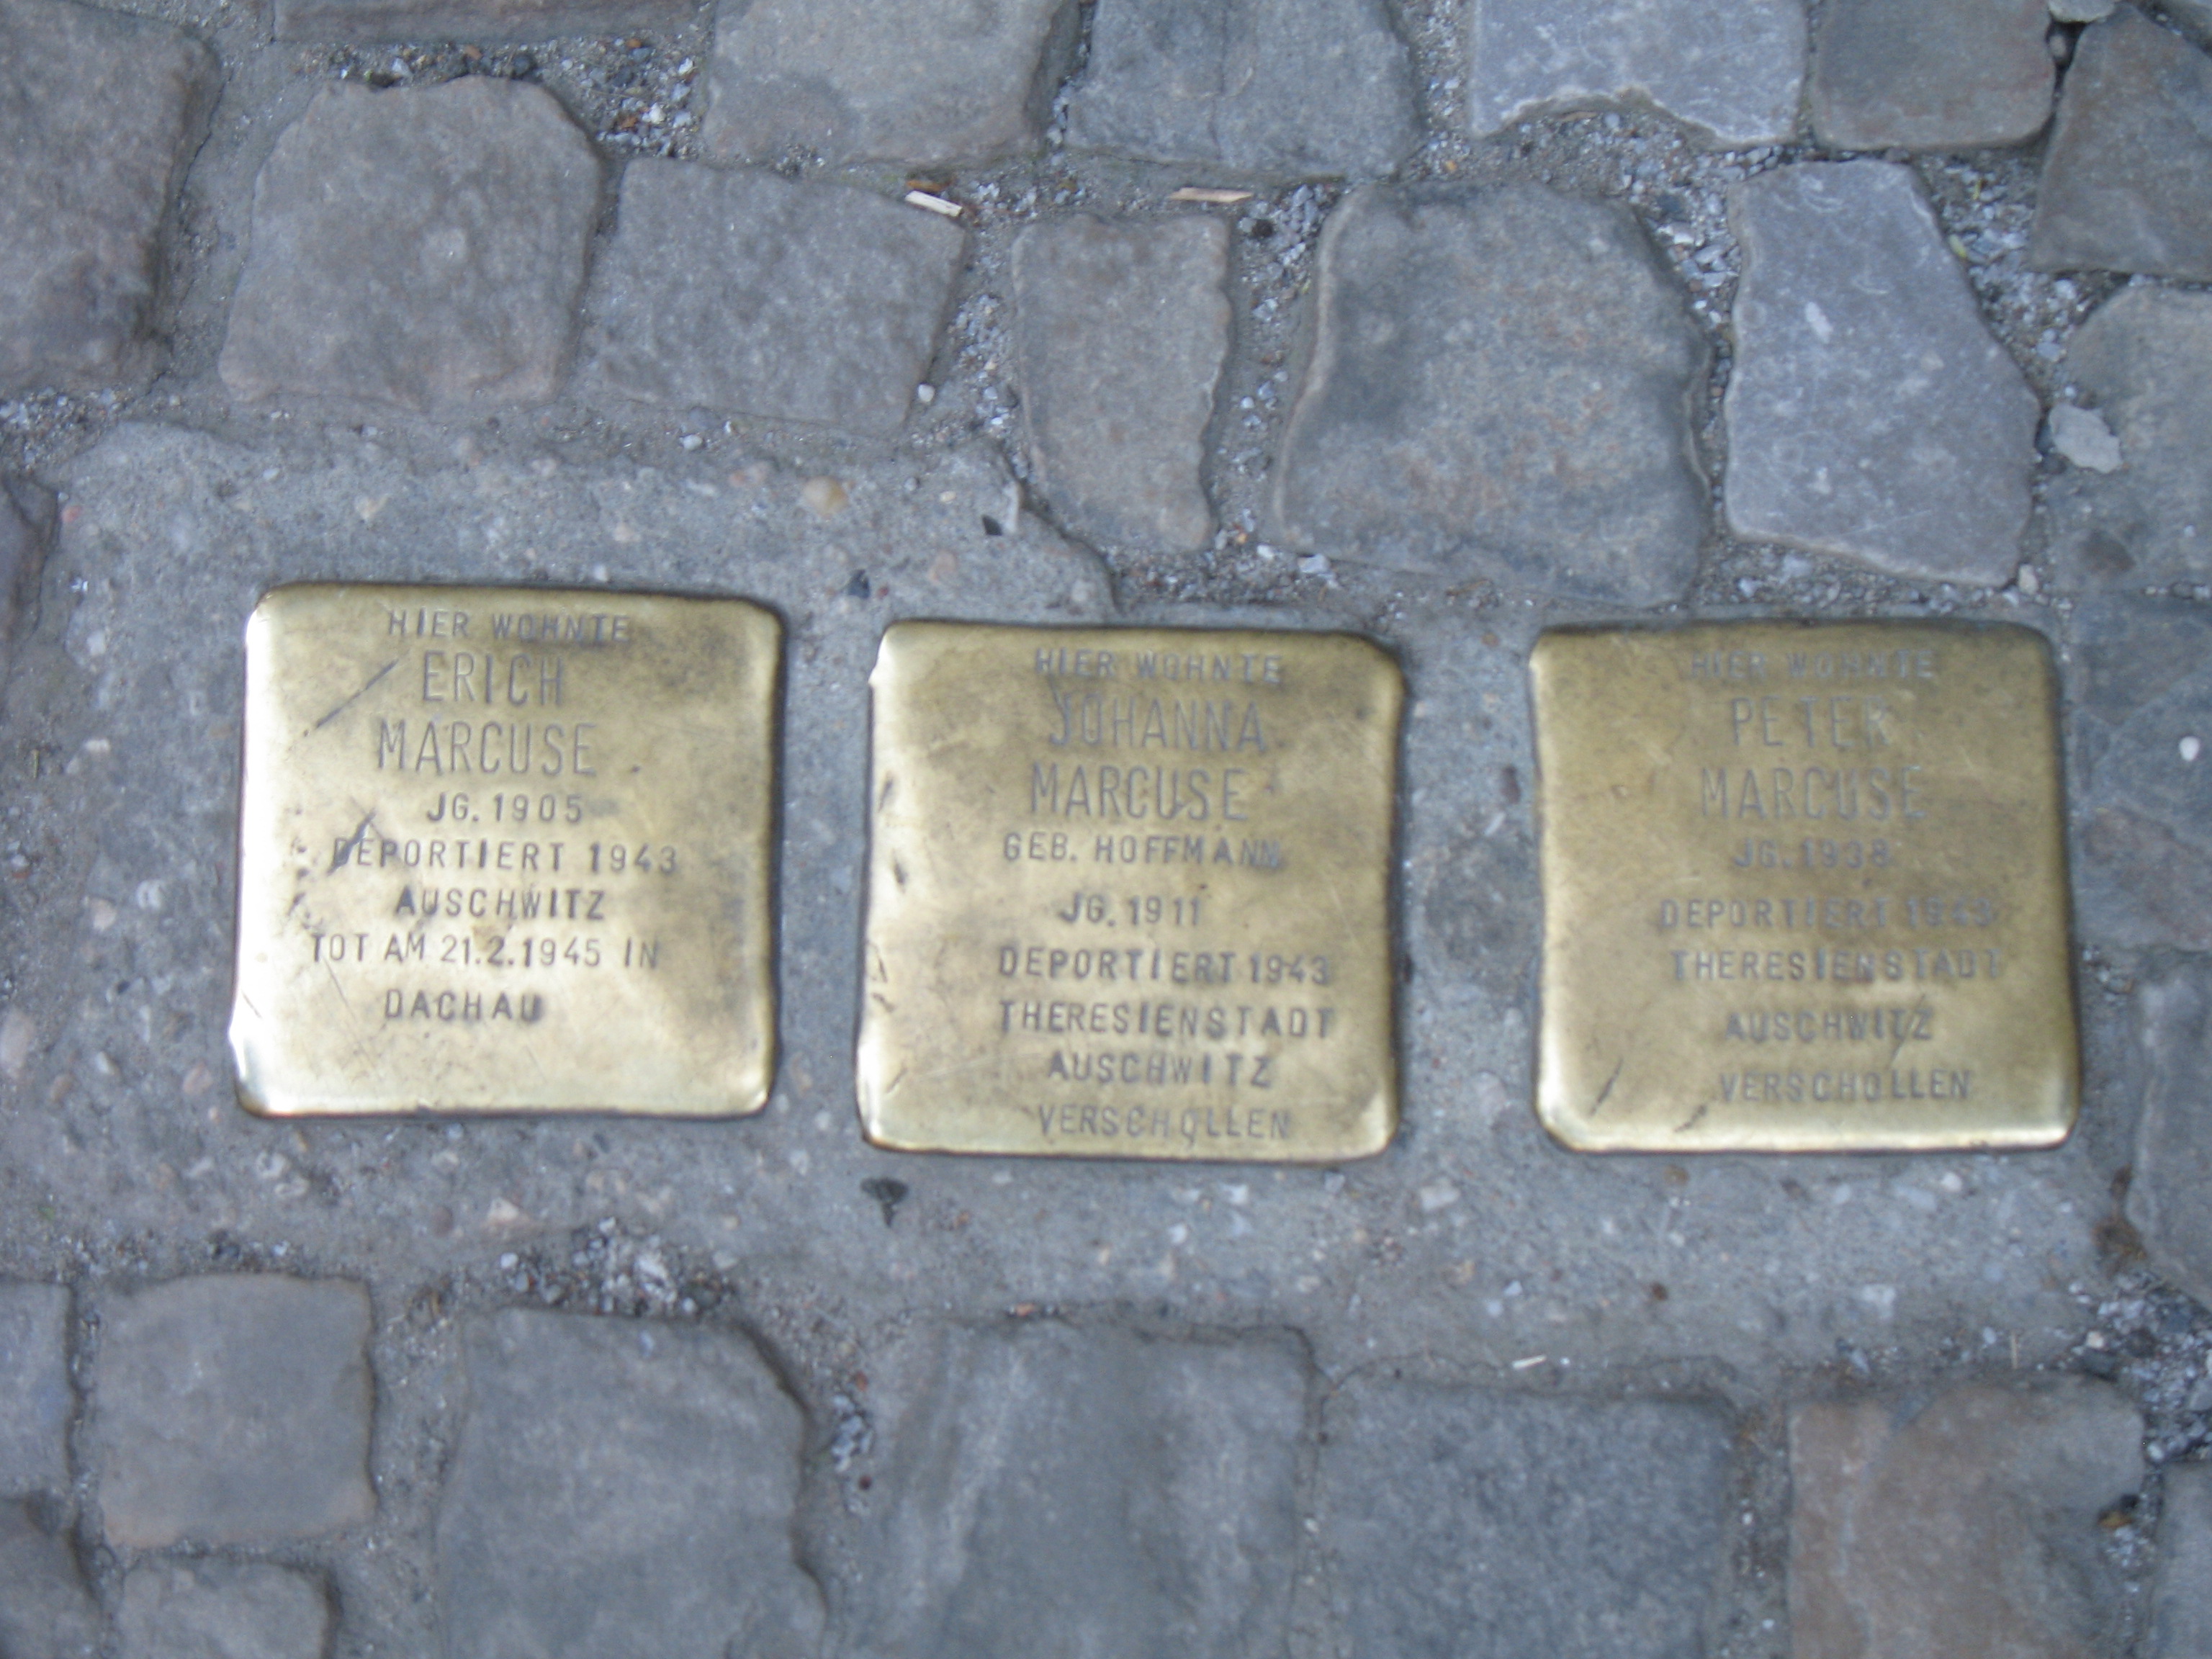 HIER WOHNTE
ERICH
MARCUSE
JG. 1905
DEPORTIERT 1943
AUSCHWITZ
TOT AM 21.2.1945 IN
DACHAU
HIER WOHNTE
JOHANNA
MARCUSE
GEB. HOFFMANN
JG. 1911
DEPORTIERT 1943
THERESIENSTADT
AUSCHWITZ
VERSCHOLLEN
HIER WOHNTE
PETER
MARCUSE
JG. 1938
DEPORTIERT 1943
THERESIENSTADT
AUSCHWITZ
VERSCHOLLEN